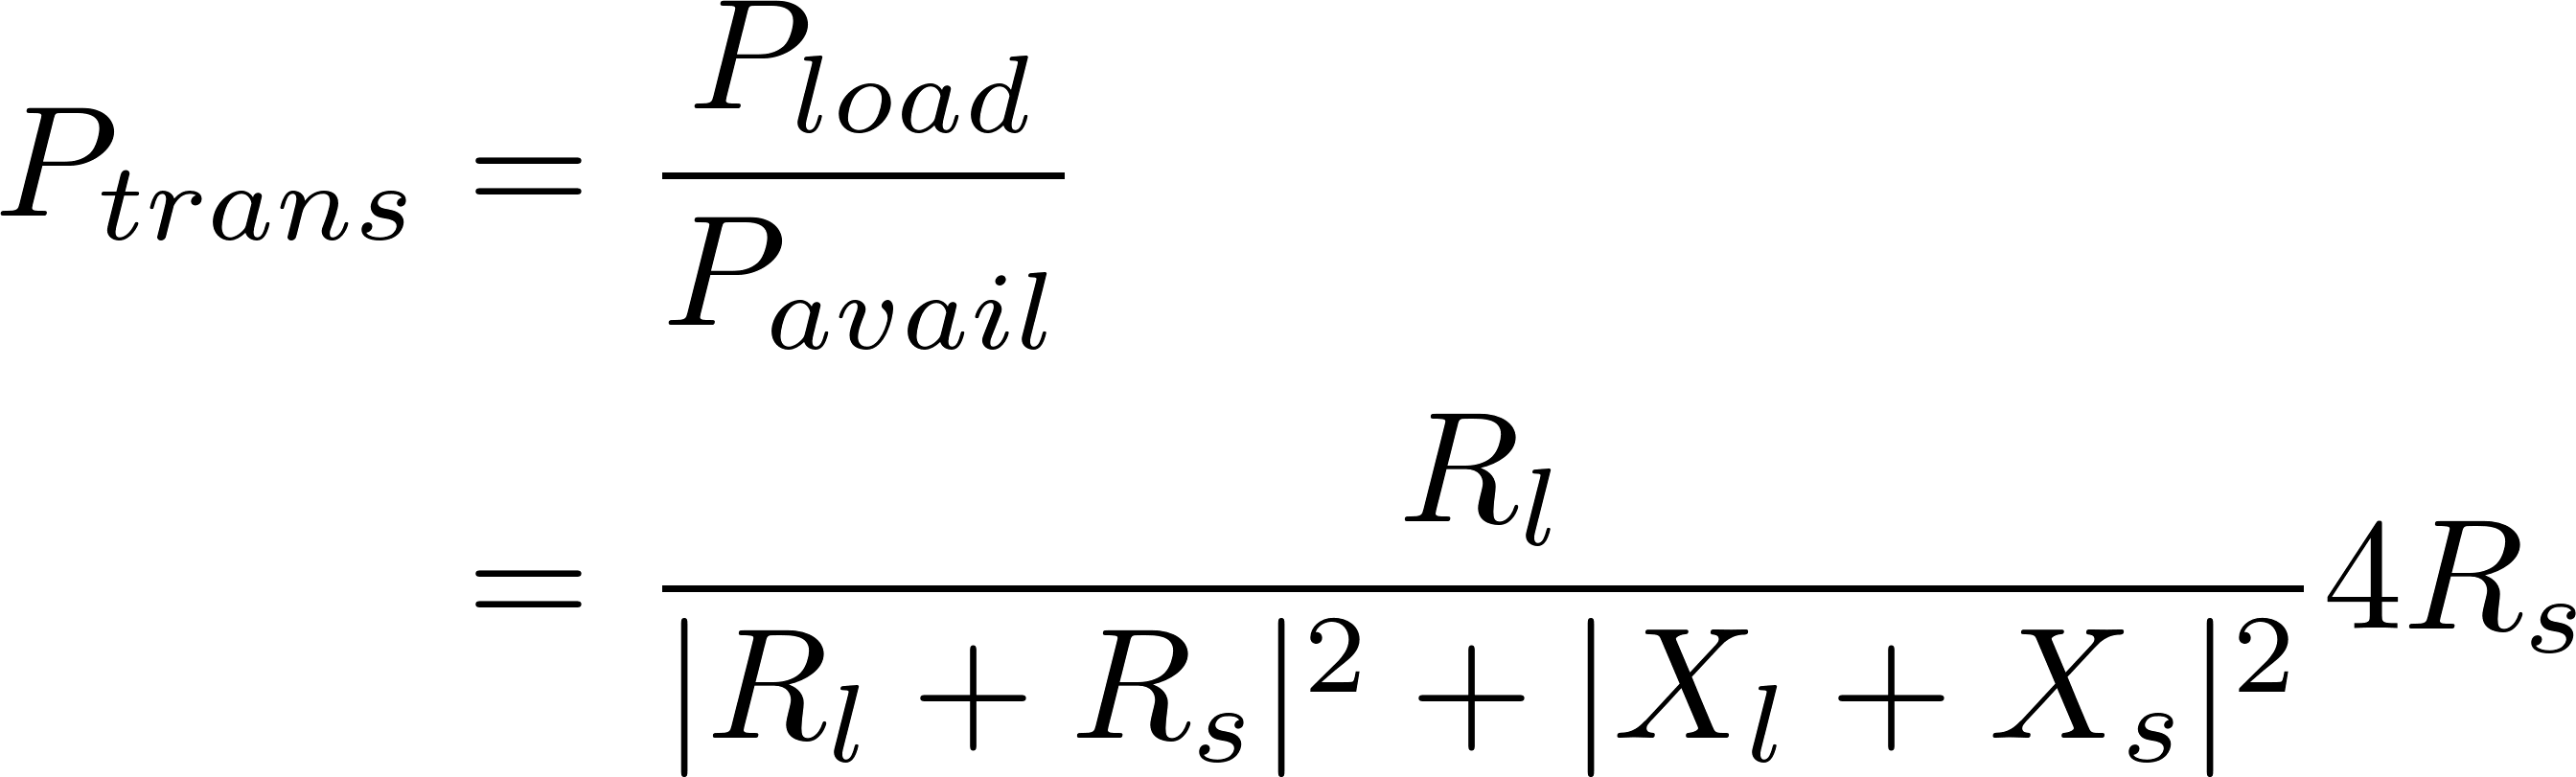 P_{trans} = \frac{P_{load}}{P_{avail}}
= \frac{R_l}{|R_l + R_s|^2 + |X_l + X_s|^2} 4R_s